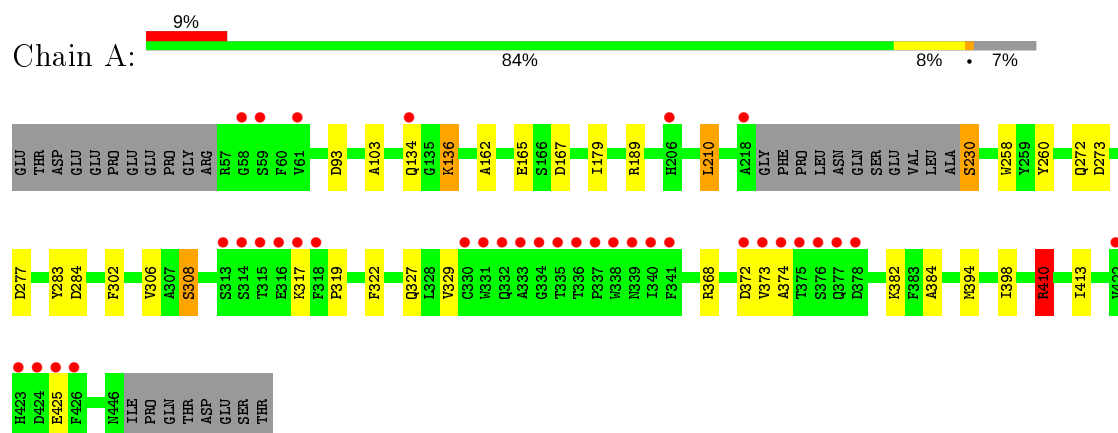 9%
Chain A:
84% 8% • 7%
GLU THR ASP GLU GLU PRO GLU GLU PRO GLY ARG R57 G58 S59 F60 V61 D93 A103 Q134 G135 K136 A162 E165 S166 D167 I179 R189 H206 L210 A218 GLY PHE PRO LEU ASN GLN SER GLU VAL LEU ALA S230 W258 Y259 Y260 Q272 D273
D277 Y283 D284 F302 V306 A307 S308 S313 S314 T315 E316 K317 F318 P319 F322 Q327 L328 V329 C330 W331 Q332 A333 G334 T335 T336 P337 W338 N339 I340 F341 R368 D372 V373 A374 T375 S376 Q377 D378 K382 F383 A384 M394 I398 R410 I413 V422
H423 D424 E425 F426 N446 ILE PRO GLN THR ASP GLU SER THR